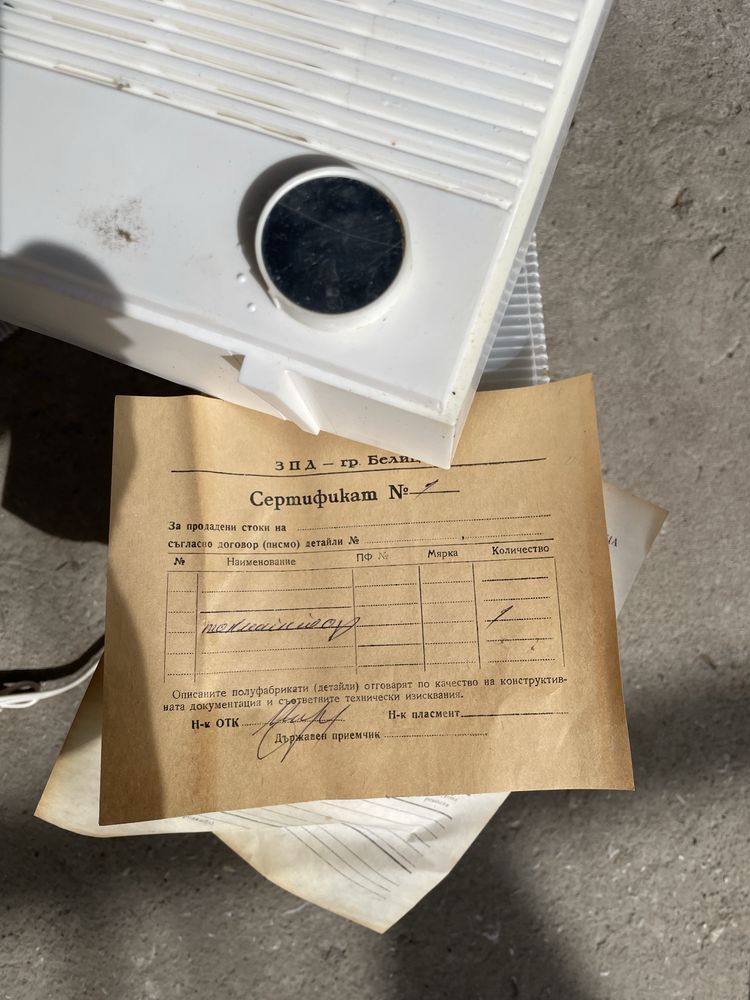 ЗПД — гр. Бели
Сертификат № 1
За продадени стоки на
съгласно договор (писмо) детайли №
№ Наименование ПФ № Мярка Количество
1
Описаните полуфабрикати (детайли) отговарят по качество на конструктив-
ната документация и съответните технически изисквания.
Н-к ОТК Н-к пласмент
Държавен приемчик